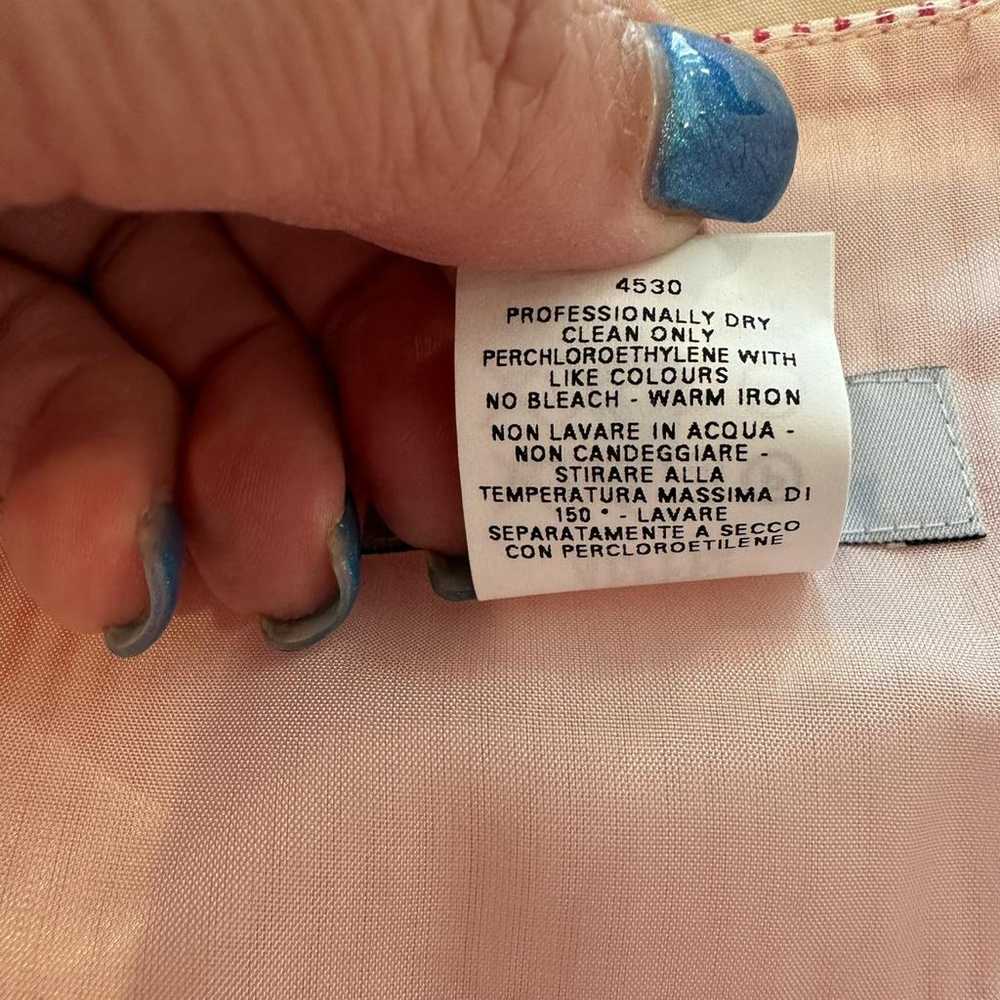 4530
PROFESSIONALLY DRY
CLEAN ONLY
PERCHLOROETHYLENE WITH
LIKE COLOURS
NO BLEACH - WARM IRON
NON LAVARE IN ACQUA -
NON CANDEGGIARE -
STIRARE ALLA
TEMPERATURA MASSIMA DI
150 ° - LAVARE
SEPARATAMENTE A SECCO
CON PERCLOROETILENE